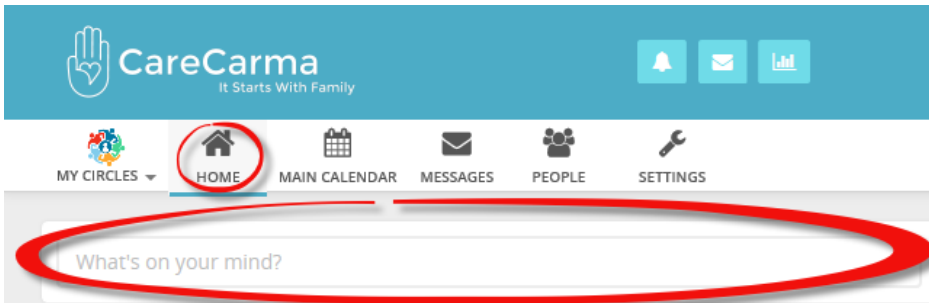 CareCarma
It Starts With Family
MY CIRCLES HOME MAIN CALENDAR MESSAGES PEOPLE SETTINGS
What's on your mind?